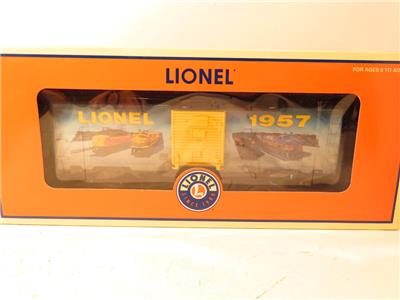 LIONEL
FOR AGES 8 TO AD
LIONEL 1957
LIONEL
SINCE 1900